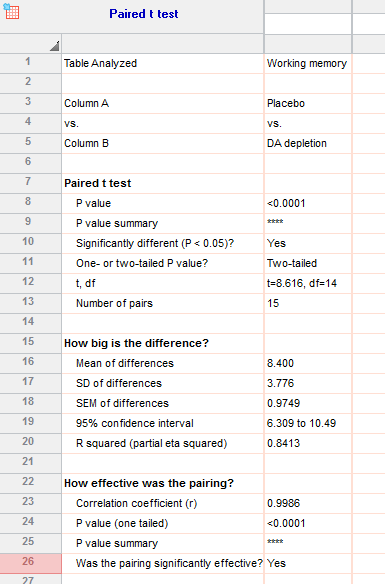 Paired t test
1 Table Analyzed Working memory
2
3 Column A Placebo
4 vs. vs.
5 Column B DA depletion
6
7 Paired t test
8 P value <0.0001
9 P value summary ****
10 Significantly different (P < 0.05)? Yes
11 One- or two-tailed P value? Two-tailed
12 t, df t=8.616, df=14
13 Number of pairs 15
14
15 How big is the difference?
16 Mean of differences 8.400
17 SD of differences 3.776
18 SEM of differences 0.9749
19 95% confidence interval 6.309 to 10.49
20 R squared (partial eta squared) 0.8413
21
22 How effective was the pairing?
23 Correlation coefficient (r) 0.9986
24 P value (one tailed) <0.0001
25 P value summary ****
26 Was the pairing significantly effective? Yes
27